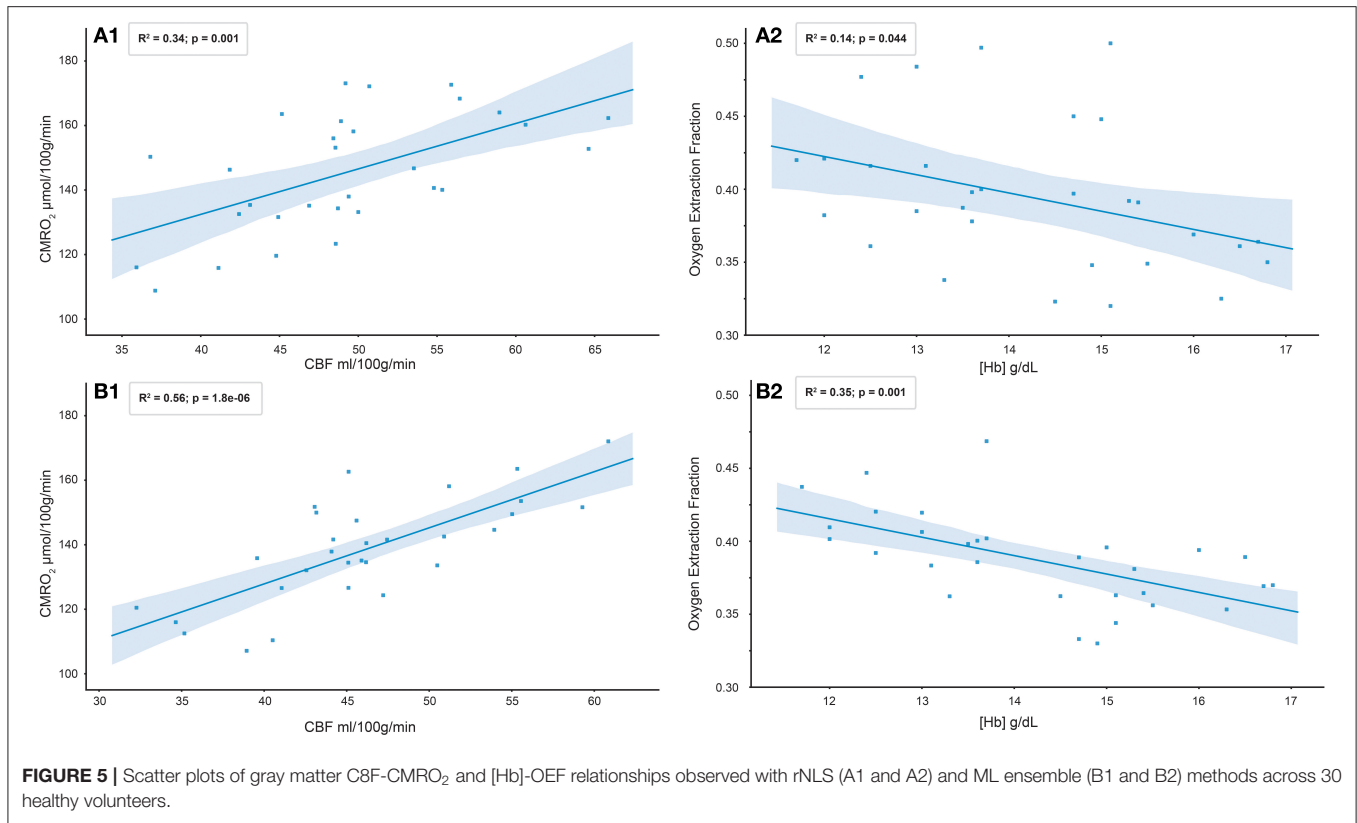 A1
R² = 0.34; p = 0.001
180
160
140
120
100
CMRO₂ μmol/100g/min
35 40 45 50 55 60 65
CBF ml/100g/min
A2
R² = 0.14; p = 0.044
0.50
0.45
0.40
0.35
0.30
Oxygen Extraction Fraction
12 13 14 15 16 17
[Hb] g/dL
B1
R² = 0.56; p = 1.8e-06
180
160
140
120
100
CMRO₂ μmol/100g/min
30 35 40 45 50 55 60
CBF ml/100g/min
B2
R² = 0.35; p = 0.001
0.50
0.45
0.40
0.35
0.30
Oxygen Extraction Fraction
12 13 14 15 16 17
[Hb] g/dL
FIGURE 5 | Scatter plots of gray matter C8F-CMRO₂ and [Hb]-OEF relationships observed with rNLS (A1 and A2) and ML ensemble (B1 and B2) methods across 30
healthy volunteers.